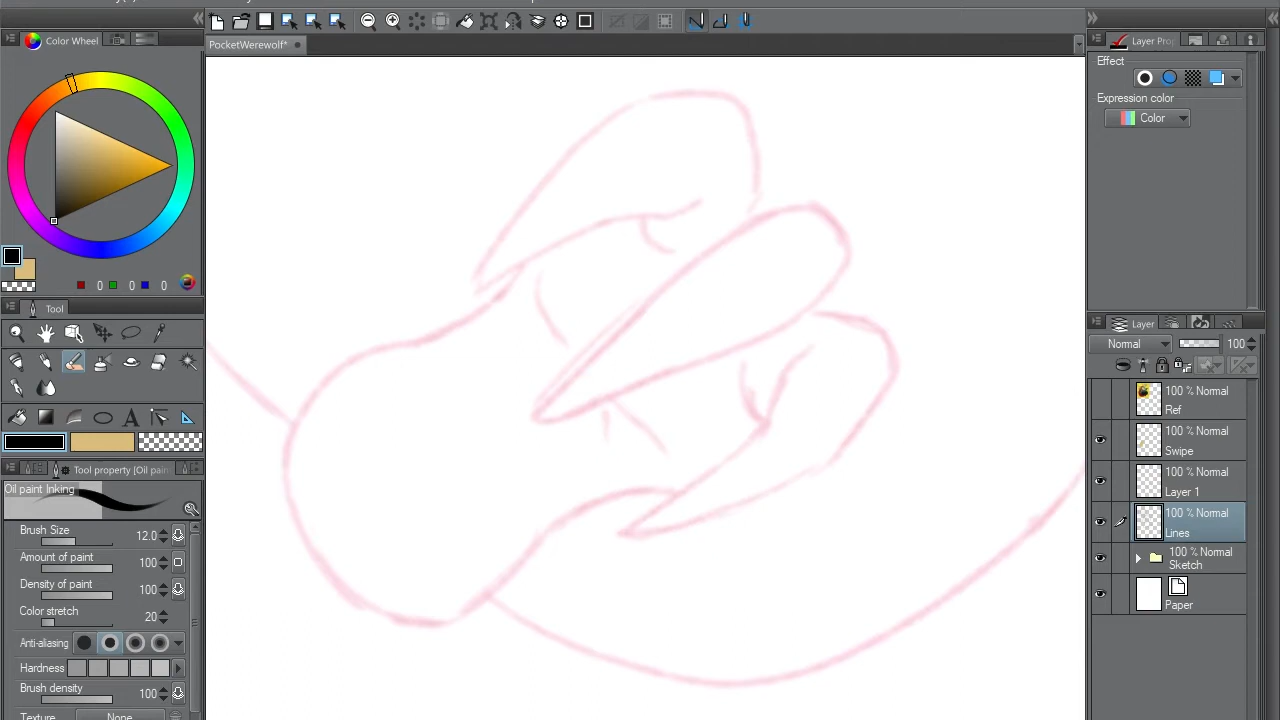 Color Wheel
PocketWerewolf*
0 0 0
Tool
Tool property [Oil pain
Oil paint Inking
Brush Size 12.0
Amount of paint 100
Density of paint 100
Color stretch 20
Anti-aliasing
Hardness
Brush density 100
Texture None
Layer Prop
Effect
Expression color
Color
Layer
Normal 100
100 % Normal
Ref
100 % Normal
Swipe
100 % Normal
Layer 1
100 % Normal
Lines
100 % Normal
Sketch
Paper